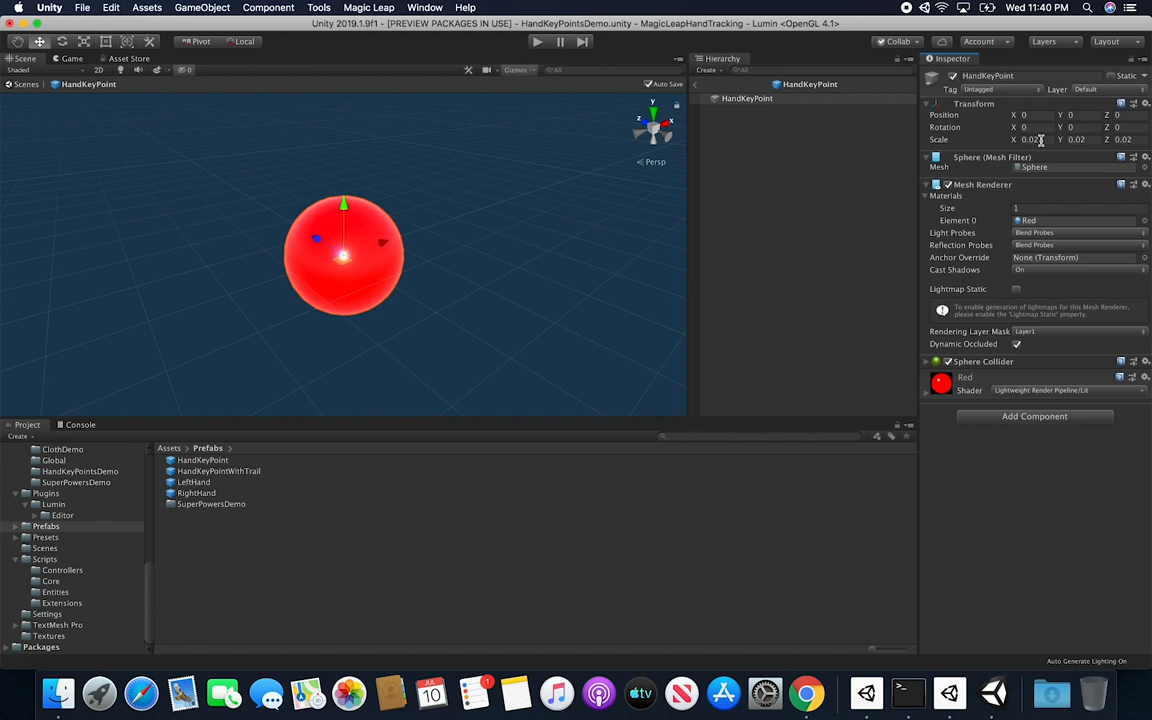 Unity File Edit Assets GameObject Component Tools Magic Leap Window Help Wed 11:40 PM
Unity 2019.1.9f1 - [PREVIEW PACKAGES IN USE] - HandKeyPointsDemo.unity - MagicLeapHandTracking - Lumin <OpenGL 4.1>
Pivot Local Collab Account Layers Layout
Scene Game Asset Store Hierarchy Inspector
Shaded 2D 0 Gizmos All Create All
Scenes HandKeyPoint Auto Save HandKeyPoint
HandKeyPoint
HandKeyPoint Static
Tag Untagged Layer Default
Transform
Position X 0 Y 0 Z 0
Rotation X 0 Y 0 Z 0
Scale X 0.02 Y 0.02 Z 0.02
y
z x
Persp
Sphere (Mesh Filter)
Mesh Sphere
Mesh Renderer
Materials
Size 1
Element 0 Red
Light Probes Blend Probes
Reflection Probes Blend Probes
Anchor Override None (Transform)
Cast Shadows On
Lightmap Static
To enable generation of lightmaps for this Mesh Renderer,
please enable the 'Lightmap Static' property.
Rendering Layer Mask Layer1
Dynamic Occluded
Sphere Collider
Red
Shader Lightweight Render Pipeline/Lit
Add Component
Project Console
Create
ClothDemo
Global
HandKeyPointsDemo
SuperPowersDemo
Plugins
Lumin
Editor
Prefabs
Presets
Scenes
Scripts
Controllers
Core
Entities
Extensions
Settings
TextMesh Pro
Textures
Packages
Assets > Prefabs >
HandKeyPoint
HandKeyPointWithTrail
LeftHand
RightHand
SuperPowersDemo
Auto Generate Lighting On
JUL
10
1
tv